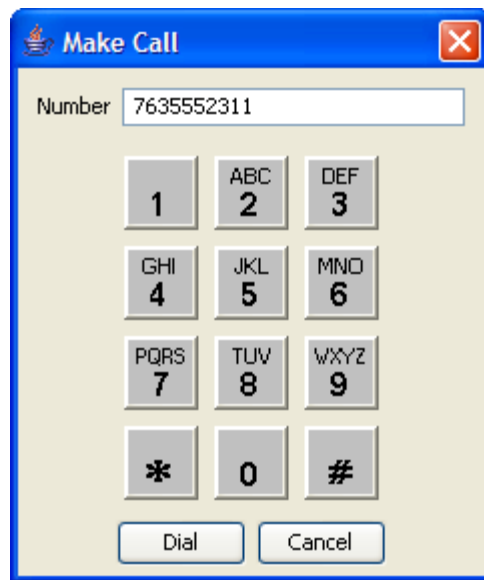 Make Call
Number 7635552311
ABC DEF
1 2 3
GHI JKL MNO
4 5 6
PQRS TUV WXYZ
7 8 9
* 0 #
Dial Cancel